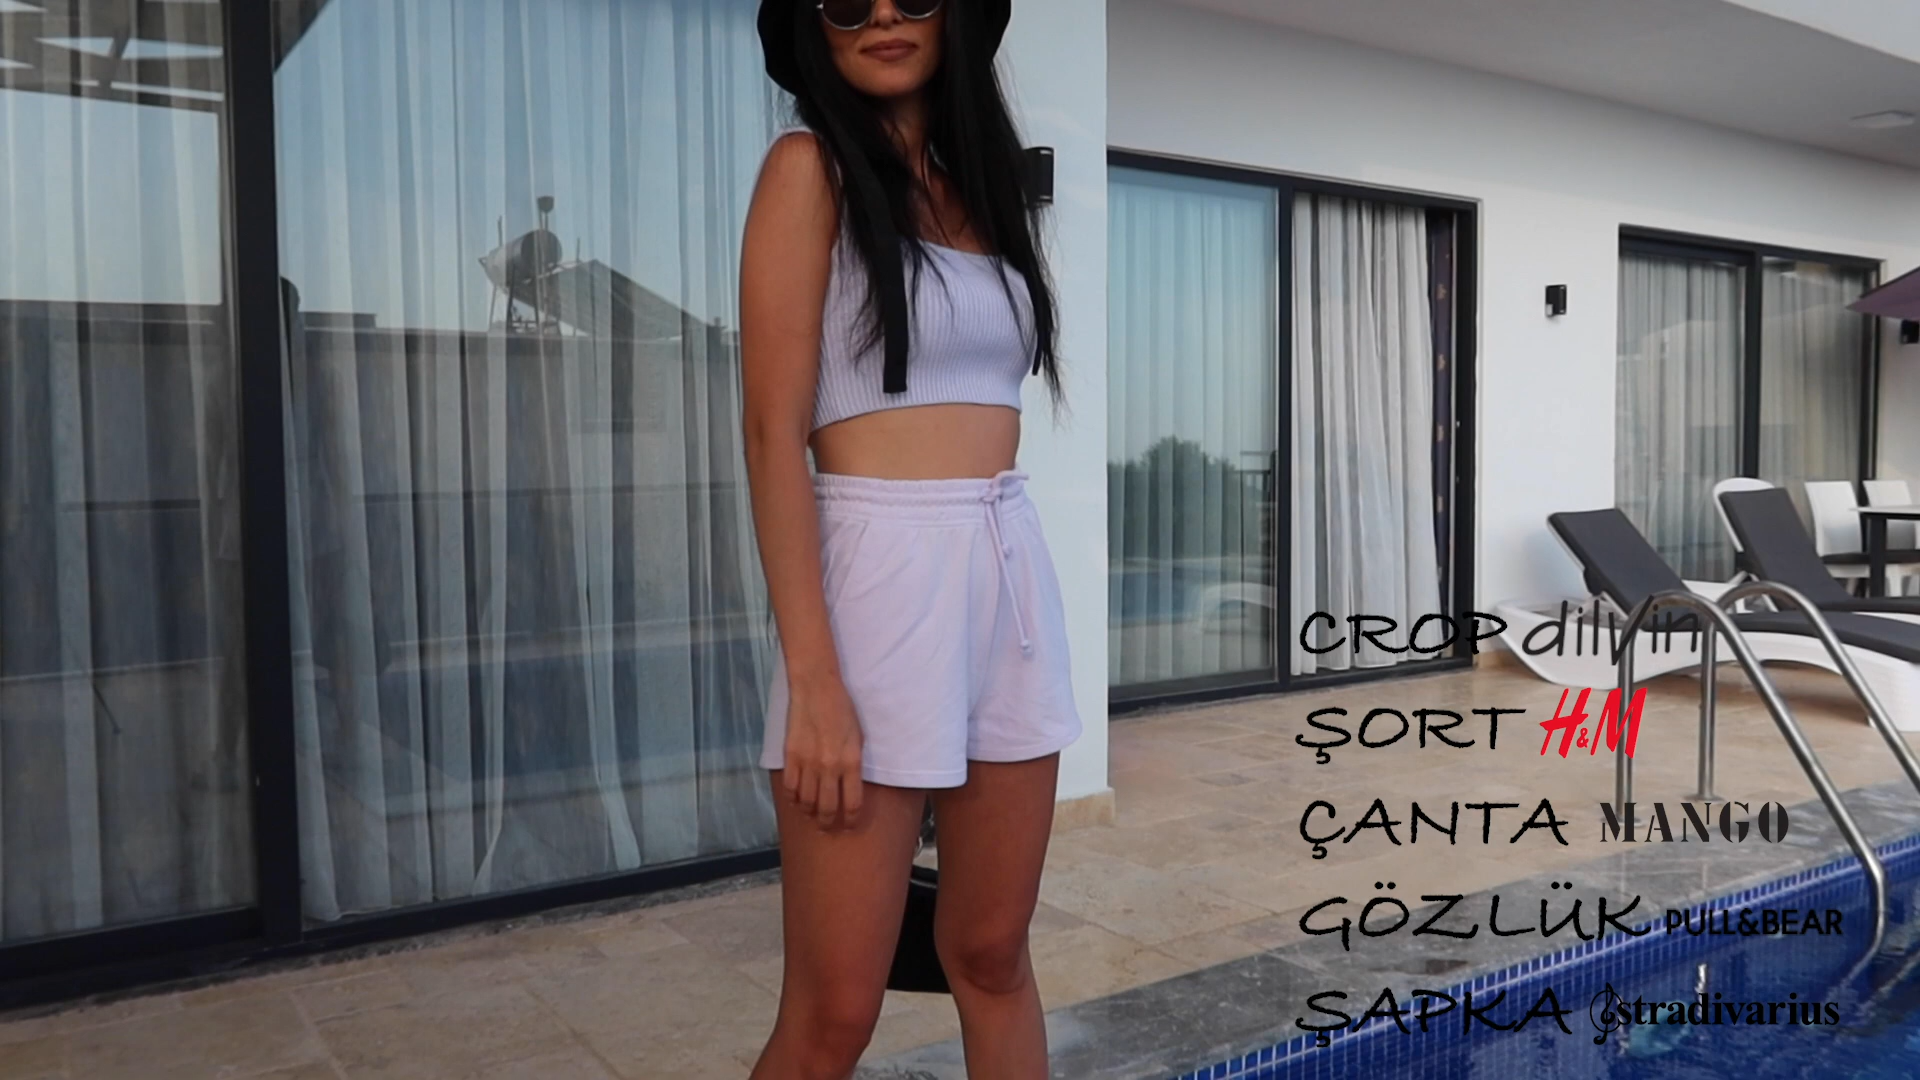 CROP dilvin
ŞORT H&M
ÇANTA MANGO
GÖZLÜK PULL&BEAR
ŞAPKA stradivarius